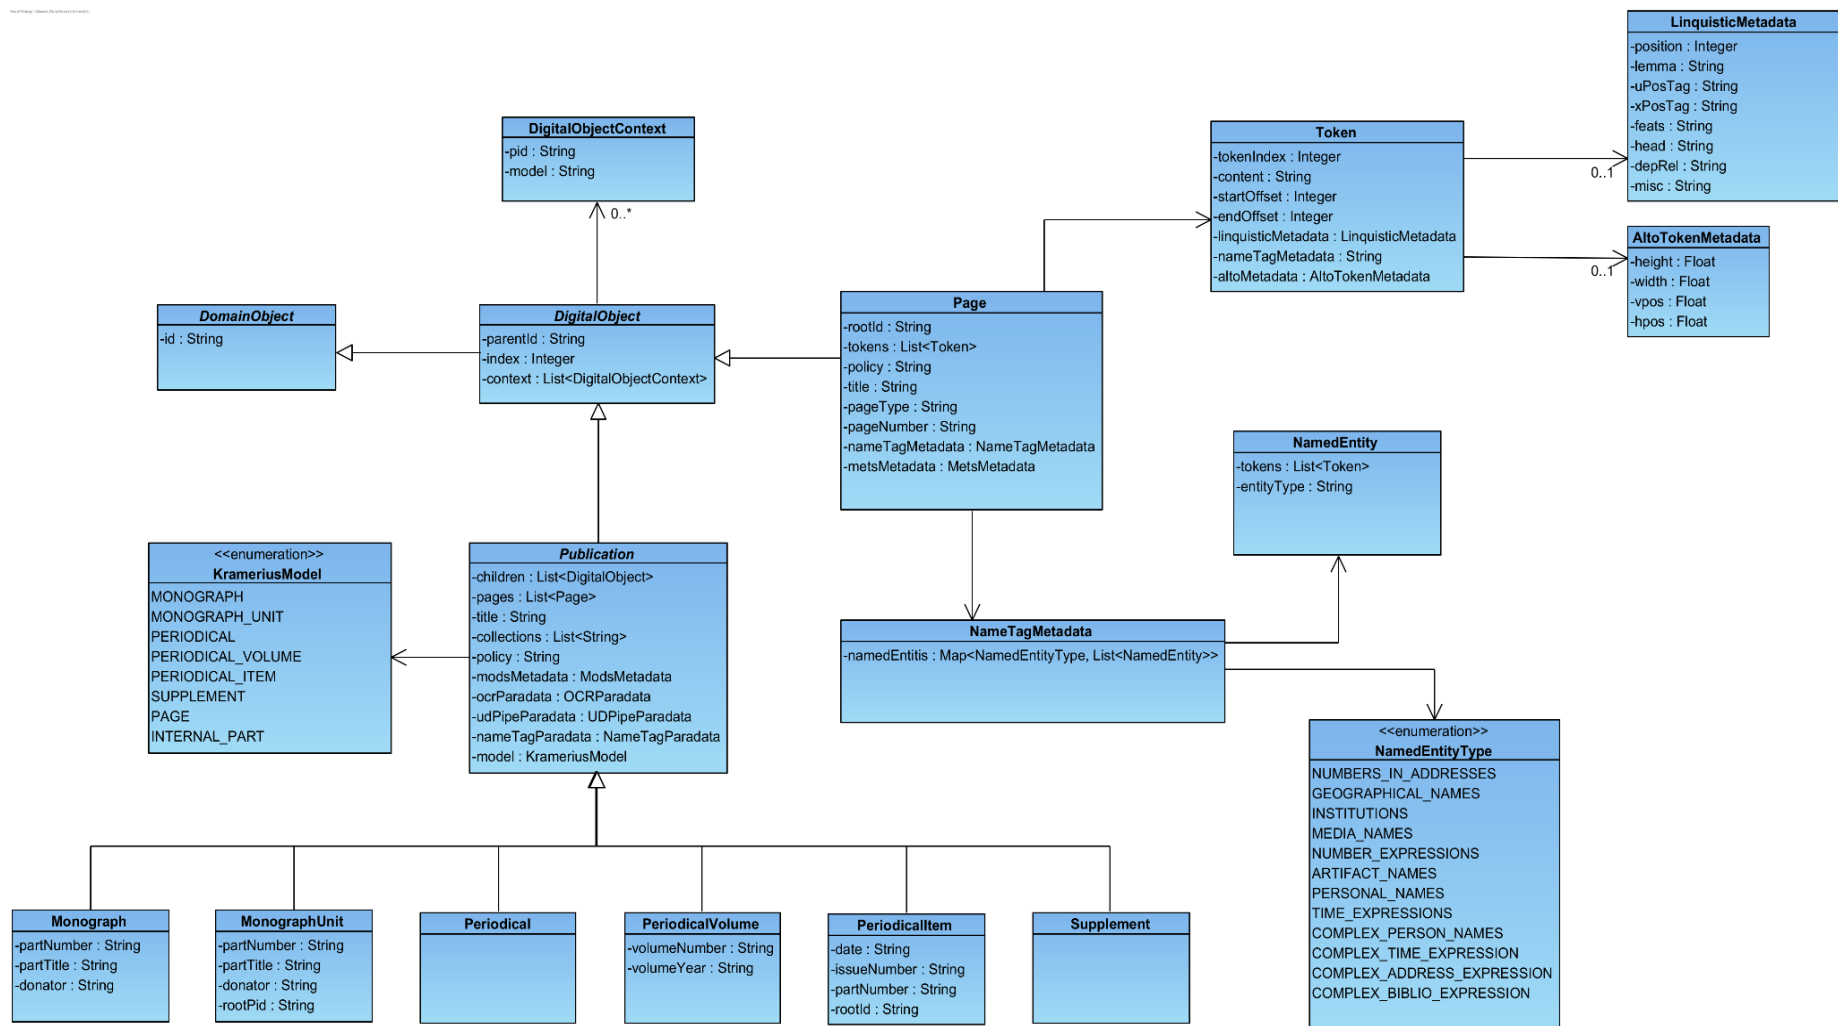 LinquisticMetadata
-position : Integer
-lemma : String
-uPosTag : String
-xPosTag : String
-feats : String
-head : String
-depRel : String
-misc : String
DigitalObjectContext
-pid : String
-model : String
0..*
Token
-tokenIndex : Integer
-content : String
-startOffset : Integer
-endOffset : Integer
-linquisticMetadata : LinquisticMetadata
-nameTagMetadata : String
-altoMetadata : AltoTokenMetadata
0..1
0..1
AltoTokenMetadata
-height : Float
-width : Float
-vpos : Float
-hpos : Float
DomainObject
-id : String
DigitalObject
-parentId : String
-index : Integer
-context : List<DigitalObjectContext>
Page
-rootId : String
-tokens : List<Token>
-policy : String
-title : String
-pageType : String
-pageNumber : String
-nameTagMetadata : NameTagMetadata
-metsMetadata : MetsMetadata
NamedEntity
-tokens : List<Token>
-entityType : String
<<enumeration>>
KrameriusModel
MONOGRAPH
MONOGRAPH_UNIT
PERIODICAL
PERIODICAL_VOLUME
PERIODICAL_ITEM
SUPPLEMENT
PAGE
INTERNAL_PART
Publication
-children : List<DigitalObject>
-pages : List<Page>
-title : String
-collections : List<String>
-policy : String
-modsMetadata : ModsMetadata
-ocrParadata : OCRParadata
-udPipeParadata : UDPipeParadata
-nameTagParadata : NameTagParadata
-model : KrameriusModel
NameTagMetadata
-namedEntitis : Map<NamedEntityType, List<NamedEntity>>
<<enumeration>>
NamedEntityType
NUMBERS_IN_ADDRESSES
GEOGRAPHICAL_NAMES
INSTITUTIONS
MEDIA_NAMES
NUMBER_EXPRESSIONS
ARTIFACT_NAMES
PERSONAL_NAMES
TIME_EXPRESSIONS
COMPLEX_PERSON_NAMES
COMPLEX_TIME_EXPRESSION
COMPLEX_ADDRESS_EXPRESSION
COMPLEX_BIBLIO_EXPRESSION
Monograph
-partNumber : String
-partTitle : String
-donator : String
MonographUnit
-partNumber : String
-partTitle : String
-donator : String
-rootPid : String
Periodical
PeriodicalVolume
-volumeNumber : String
-volumeYear : String
PeriodicalItem
-date : String
-issueNumber : String
-partNumber : String
-rootId : String
Supplement